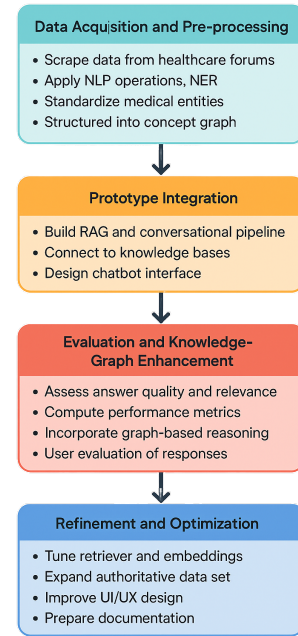 Data Acquisition and Pre-processing
• Scrape data from healthcare forums
• Apply NLP operations, NER
• Standardize medical entities
• Structured into concept graph
Prototype Integration
• Build RAG and conversational pipeline
• Connect to knowledge bases
• Design chatbot interface
Evaluation and Knowledge-
Graph Enhancement
• Assess answer quality and relevance
• Compute performance metrics
• Incorporate graph-based reasoning
• User evaluation of responses
Refinement and Optimization
• Tune retriever and embeddings
• Expand authoritative data set
• Improve UI/UX design
• Prepare documentation